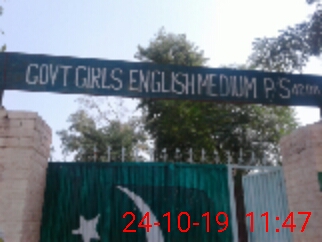 GOVT GIRLS ENGLISH MEDIUM P/S
24-10-19 11:47